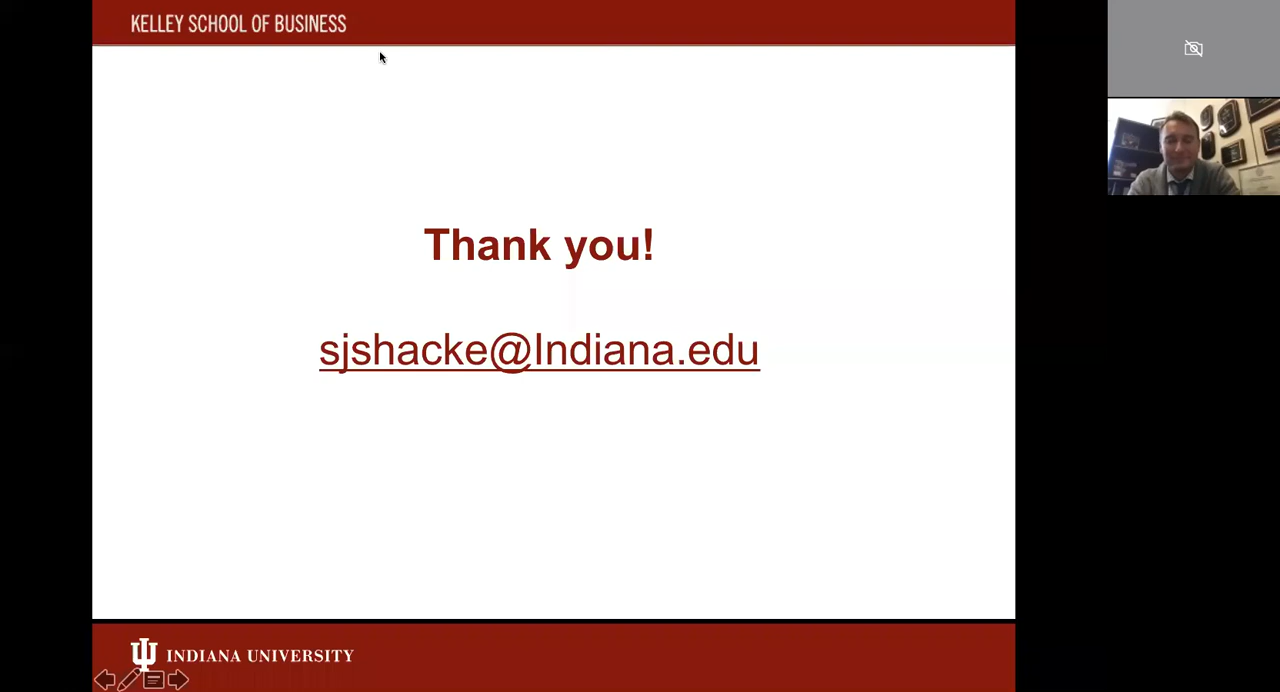 KELLEY SCHOOL OF BUSINESS
Thank you!
sjshacke@Indiana.edu
INDIANA UNIVERSITY